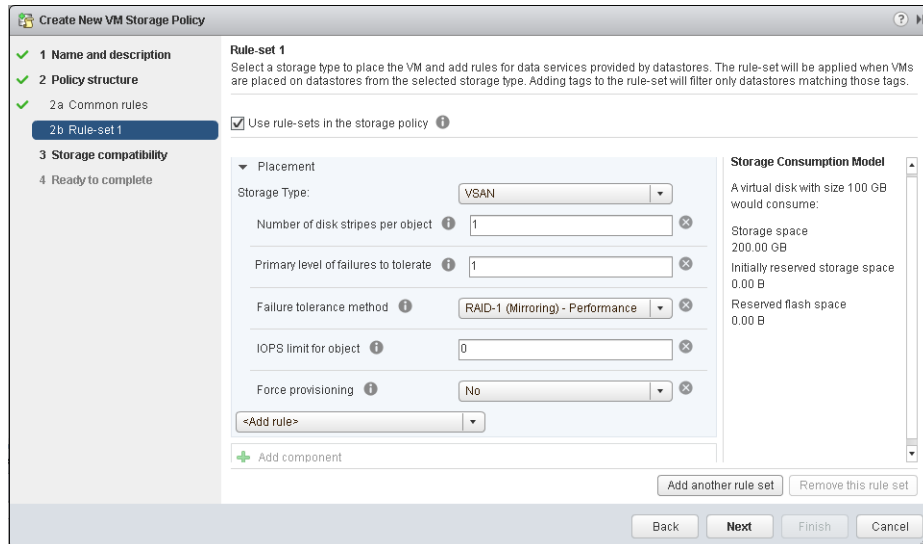 Create New VM Storage Policy
1 Name and description
2 Policy structure
2a Common rules
2b Rule-set 1
3 Storage compatibility
4 Ready to complete
Rule-set 1
Select a storage type to place the VM and add rules for data services provided by datastores. The rule-set will be applied when VMs
are placed on datastores from the selected storage type. Adding tags to the rule-set will filter only datastores matching those tags.
Use rule-sets in the storage policy
Placement
Storage Type: VSAN
Number of disk stripes per object 1
Primary level of failures to tolerate 1
Failure tolerance method RAID-1 (Mirroring) - Performance
IOPS limit for object 0
Force provisioning No
<Add rule>
Add component
Storage Consumption Model
A virtual disk with size 100 GB
would consume:
Storage space
200.00 GB
Initially reserved storage space
0.00 B
Reserved flash space
0.00 B
Add another rule set Remove this rule set
Back Next Finish Cancel